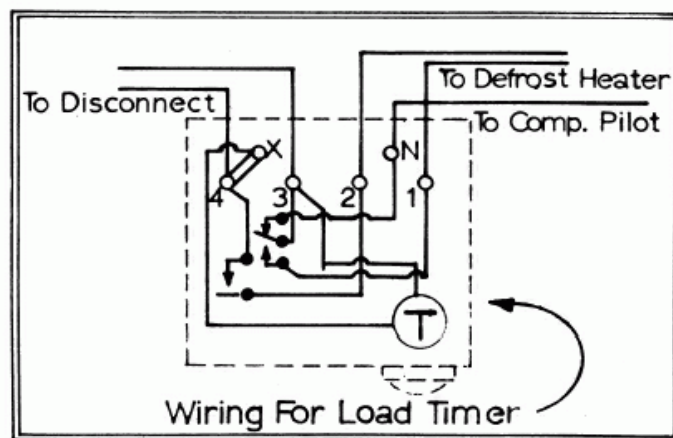 To Disconnect
To Defrost Heater
To Comp. Pilot
X
N
4
3
2
1
T
Wiring For Load Timer